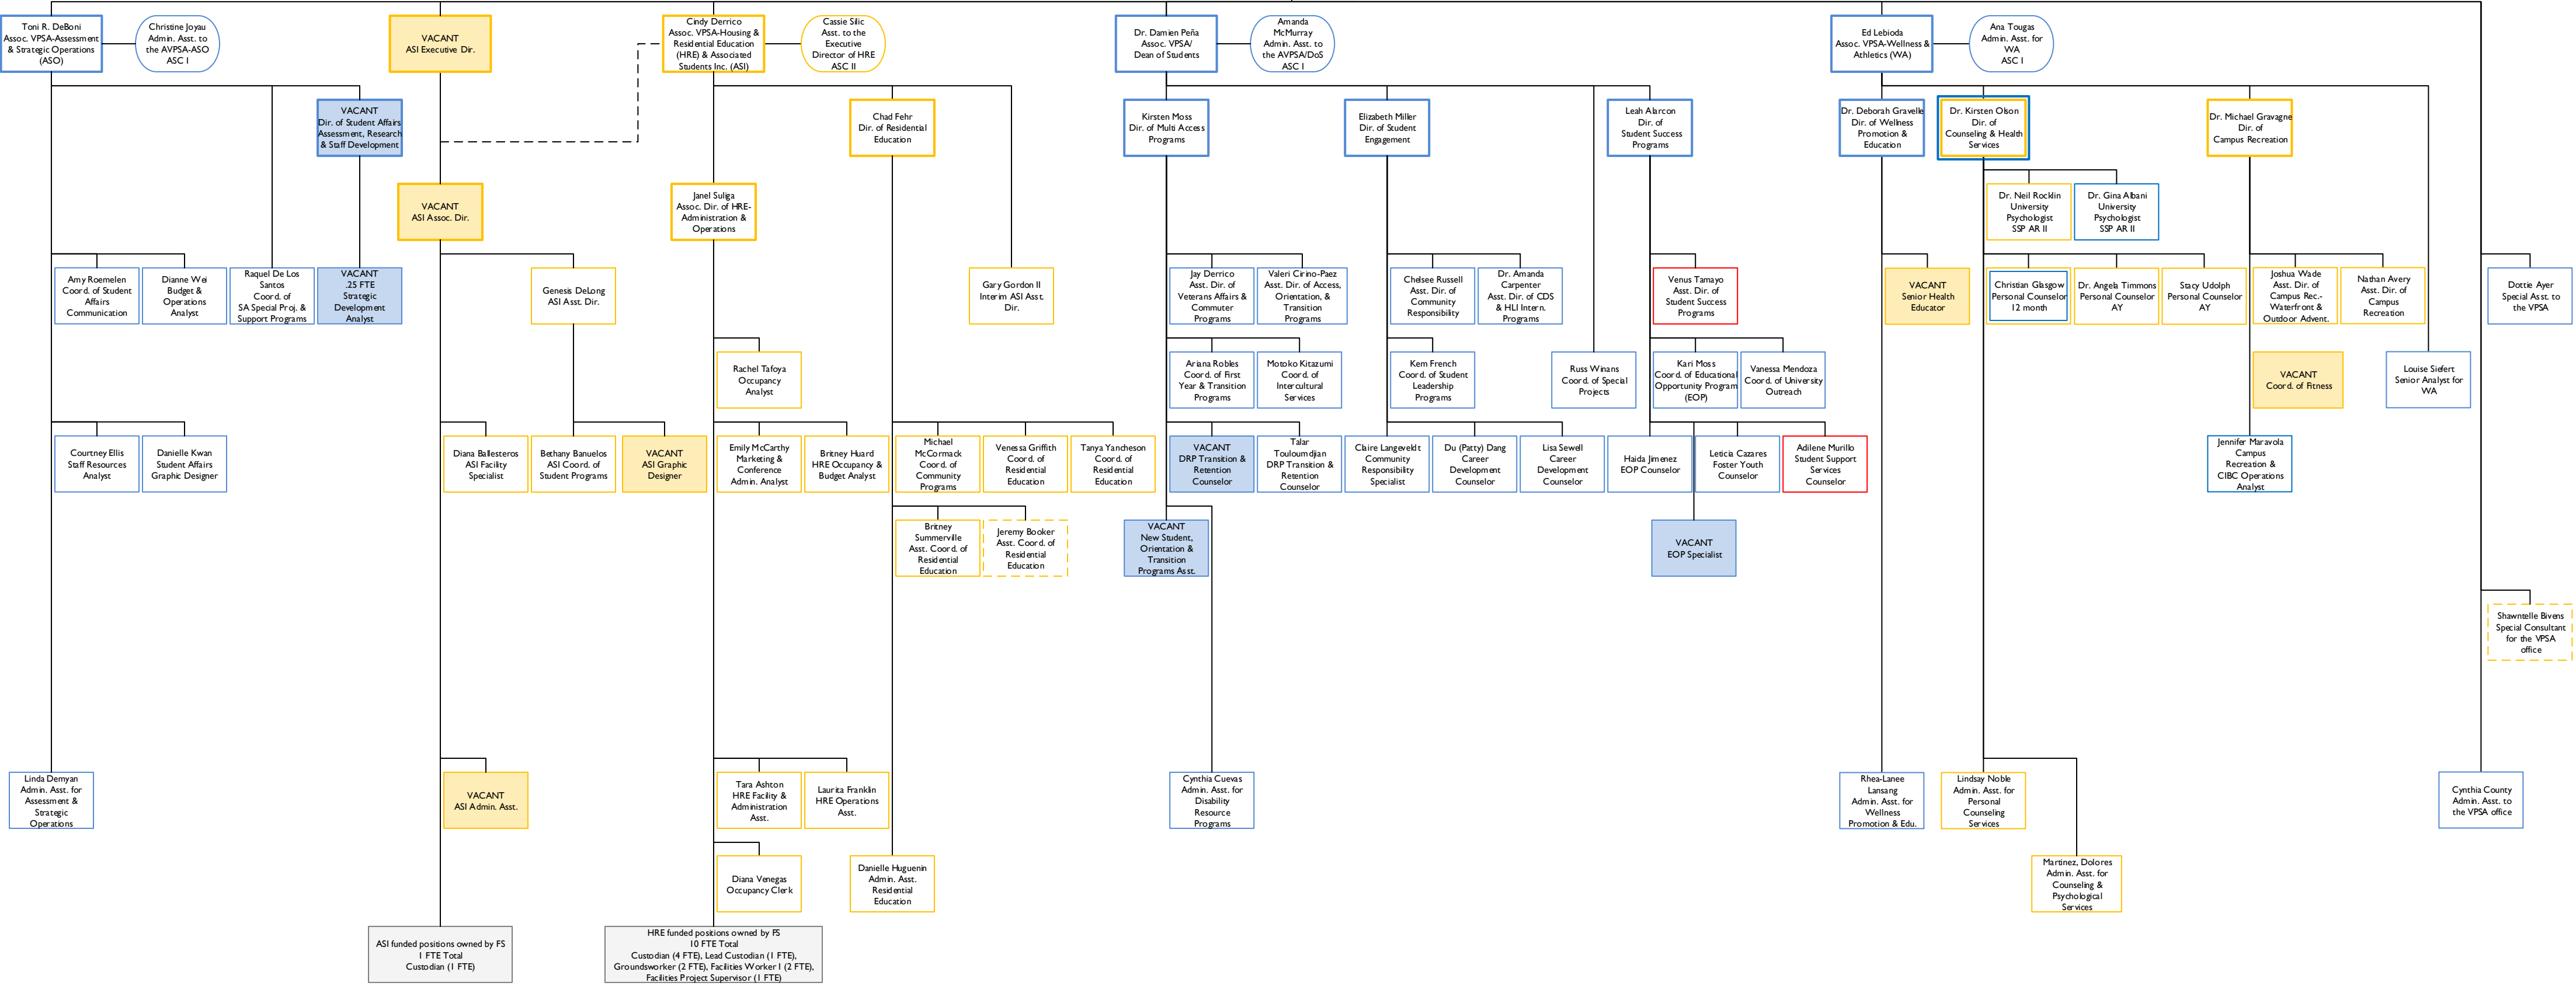 Toni R. DeBoni
Assoc. VPSA-Assessment
& Strategic Operations
(ASO)
Christine Joyau
Admin. Asst. to
the AVPSA-ASO
ASC I
VACANT
ASI Executive Dir.
Cindy Derrico
Assoc. VPSA-Housing &
Residential Education
(HRE) & Associated
Students Inc. (ASI)
Cassie Silic
Asst. to the
Executive
Director of HRE
ASC II
Dr. Damien Peña
Assoc. VPSA/
Dean of Students
Amanda
McMurray
Admin. Asst. to
the AVPSA/DoS
ASC I
Ed Lebioda
Assoc. VPSA-Wellness &
Athletics (WA)
Ana Tougas
Admin. Asst. for
WA
ASC I
VACANT
Dir. of Student Affairs
Assessment, Research
& Staff Development
Chad Fehr
Dir. of Residential
Education
Kirsten Moss
Dir. of Multi Access
Programs
Elizabeth Miller
Dir. of Student
Engagement
Leah Alarcon
Dir. of
Student Success
Programs
Dr. Deborah Gravelle
Dir. of Wellness
Promotion &
Education
Dr. Kirsten Olson
Dir. of
Counseling & Health
Services
Dr. Michael Gravagne
Dir. of
Campus Recreation
VACANT
ASI Assoc. Dir.
Janel Suliga
Assoc. Dir. of HRE-
Administration &
Operations
Dr. Neil Rocklin
University
Psychologist
SSP AR II
Dr. Gina Albani
University
Psychologist
SSP AR II
Amy Roemelen
Coord. of Student
Affairs
Communication
Dianne Wei
Budget &
Operations
Analyst
Raquel De Los
Santos
Coord. of
SA Special Proj. &
Support Programs
VACANT
.25 FTE
Strategic
Development
Analyst
Genesis DeLong
ASI Asst. Dir.
Gary Gordon II
Interim ASI Asst.
Dir.
Jay Derrico
Asst. Dir. of
Veterans Affairs &
Commuter
Programs
Valeri Cirino-Paez
Asst. Dir. of Access,
Orientation, &
Transition
Programs
Chelsee Russell
Asst. Dir. of
Community
Responsibility
Dr. Amanda
Carpenter
Asst. Dir. of CDS
& HLI Intern.
Programs
Venus Tamayo
Asst. Dir. of
Student Success
Programs
VACANT
Senior Health
Educator
Christian Glasgow
Personal Counselor
12 month
Dr. Angela Timmons
Personal Counselor
AY
Stacy Udolph
Personal Counselor
AY
Joshua Wade
Asst. Dir. of
Campus Rec.-
Waterfront &
Outdoor Advent.
Nathan Avery
Asst. Dir. of
Campus
Recreation
Dottie Ayer
Special Asst. to
the VPSA
Rachel Tafoya
Occupancy
Analyst
Ariana Robles
Coord. of First
Year & Transition
Programs
Motoko Kitazumi
Coord. of
Intercultural
Services
Kem French
Coord. of Student
Leadership
Programs
Russ Winans
Coord. of Special
Projects
Kari Moss
Coord. of Educational
Opportunity Program
(EOP)
Vanessa Mendoza
Coord. of University
Outreach
VACANT
Coord. of Fitness
Louise Siefert
Senior Analyst for
WA
Courtney Ellis
Staff Resources
Analyst
Danielle Kwan
Student Affairs
Graphic Designer
Diana Ballesteros
ASI Facility
Specialist
Bethany Banuelos
ASI Coord. of
Student Programs
VACANT
ASI Graphic
Designer
Emily McCarthy
Marketing &
Conference
Admin. Analyst
Britney Huard
HRE Occupancy &
Budget Analyst
Michael
McCormack
Coord. of
Community
Programs
Venessa Griffith
Coord. of
Residential
Education
Tanya Yancheson
Coord. of
Residential
Education
VACANT
DRP Transition &
Retention
Counselor
Talar
Touloumdjian
DRP Transition &
Retention
Counselor
Claire Langeveldt
Community
Responsibility
Specialist
Du (Patty) Dang
Career
Development
Counselor
Lisa Sewell
Career
Development
Counselor
Haida Jimenez
EOP Counselor
Leticia Cazares
Foster Youth
Counselor
Adilene Murillo
Student Support
Services
Counselor
Jennifer Maravola
Campus
Recreation &
CIBC Operations
Analyst
Britney
Summerville
Asst. Coord. of
Residential
Education
Jeremy Booker
Asst. Coord. of
Residential
Education
VACANT
New Student,
Orientation &
Transition
Programs Asst.
VACANT
EOP Specialist
Shawntelle Bivens
Special Consultant
for the VPSA
office
Linda Demyan
Admin. Asst. for
Assessment &
Strategic
Operations
VACANT
ASI Admin. Asst.
Tara Ashton
HRE Facility &
Administration
Asst.
Laurita Franklin
HRE Operations
Asst.
Cynthia Cuevas
Admin. Asst. for
Disability
Resource
Programs
Rhea-Lanee
Lansang
Admin. Asst. for
Wellness
Promotion & Edu.
Lindsay Noble
Admin. Asst. for
Personal
Counseling
Services
Cynthia County
Admin. Asst. to
the VPSA office
Diana Venegas
Occupancy Clerk
Danielle Huguenin
Admin. Asst.
Residential
Education
Martinez, Dolores
Admin. Asst. for
Counseling &
Psychological
Services
ASI funded positions owned by FS
1 FTE Total
Custodian (1 FTE)
HRE funded positions owned by FS
10 FTE Total
Custodian (4 FTE), Lead Custodian (1 FTE),
Groundsworker (2 FTE), Facilities Worker I (2 FTE),
Facilities Project Supervisor (1 FTE)